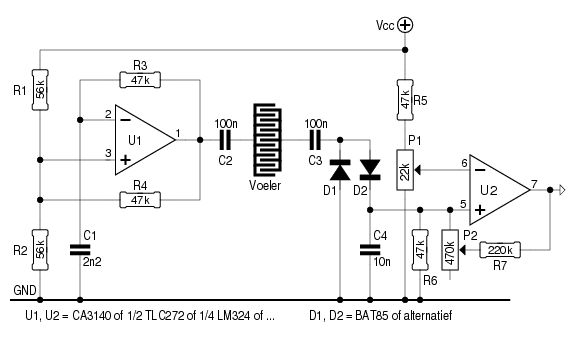 Vcc
R3
47k
R1
56k
2
U1
1
3
R4
47k
100n
C2
Voeler
100n
C3
R5
47k
P1
22k
6
U2
7
5
D1
D2
R2
56k
C1
2n2
C4
10n
47k
R6
470k
P2
220k
R7
GND
U1, U2 = CA3140 of 1/2 TLC272 of 1/4 LM324 of ...
D1, D2 = BAT85 of alternatief